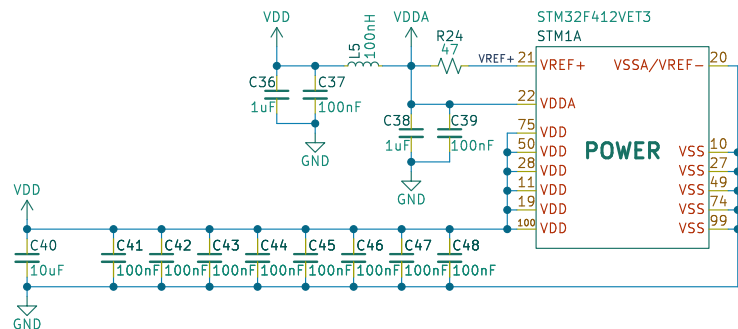 STM32F412VET3
STM1A
VDD
VDDA
L5
100nH
R24
47
VREF+
21
VREF+
VSSA/VREF-
20
C36
1uF
C37
100nF
GND
22
VDDA
C38
1uF
C39
100nF
GND
75
VDD
50
VDD
28
VDD
11
VDD
19
VDD
100
VDD
POWER
VSS
10
VSS
27
VSS
49
VSS
74
VSS
99
VDD
C40
10uF
C41
100nF
C42
100nF
C43
100nF
C44
100nF
C45
100nF
C46
100nF
C47
100nF
C48
100nF
GND